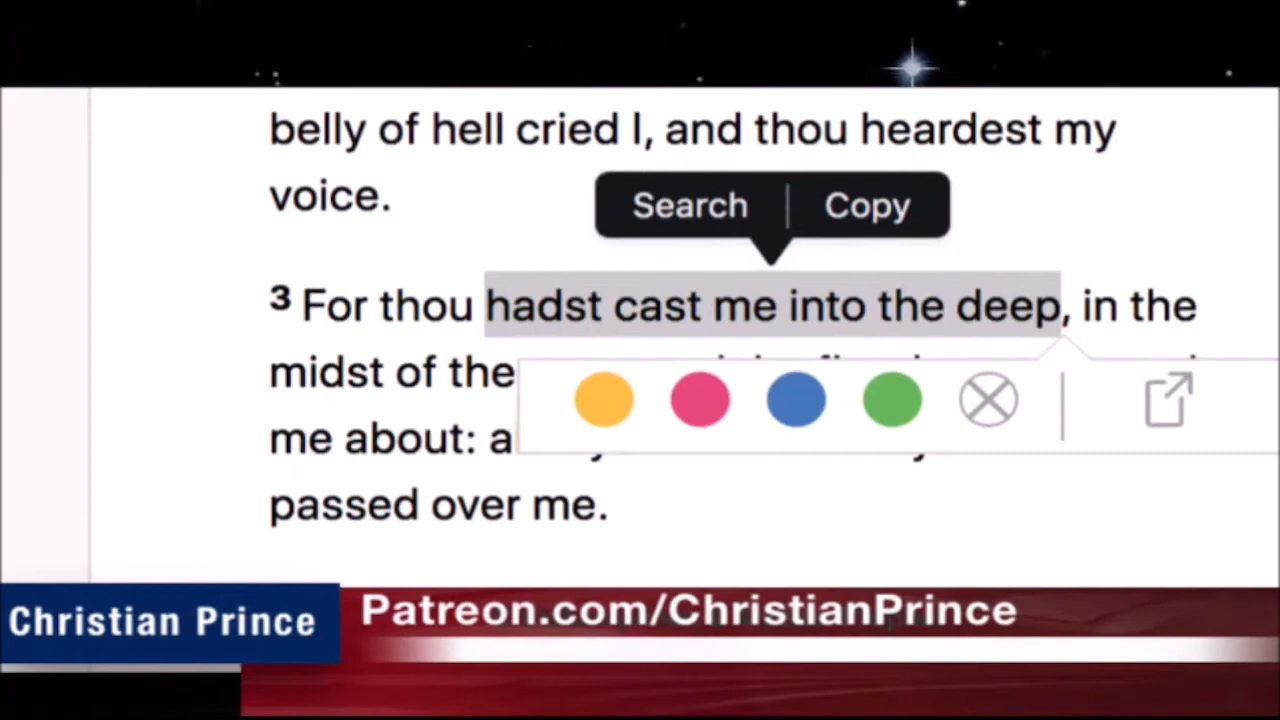 belly of hell cried I, and thou heardest my
voice.
Search | Copy
3 For thou hadst cast me into the deep, in the
midst of the
me about: a
passed over me.
Christian Prince
Patreon.com/ChristianPrince